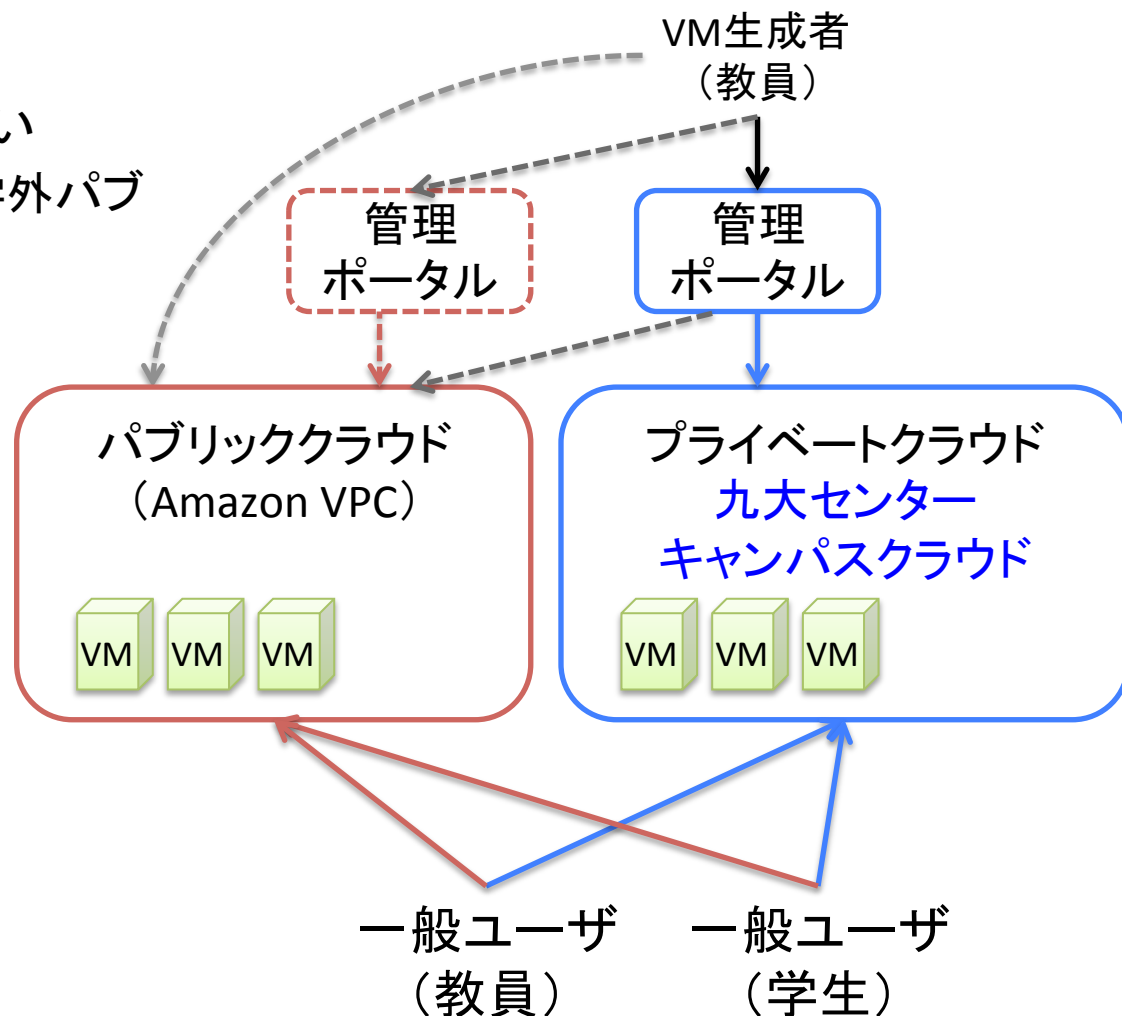 VM生成者
（教員）
い
学外パブ
管理
ポータル
管理
ポータル
パブリッククラウド
（Amazon VPC）
プライベートクラウド
九大センター
キャンパスクラウド
VM
VM
VM
VM
VM
VM
一般ユーザ
（教員）
一般ユーザ
（学生）